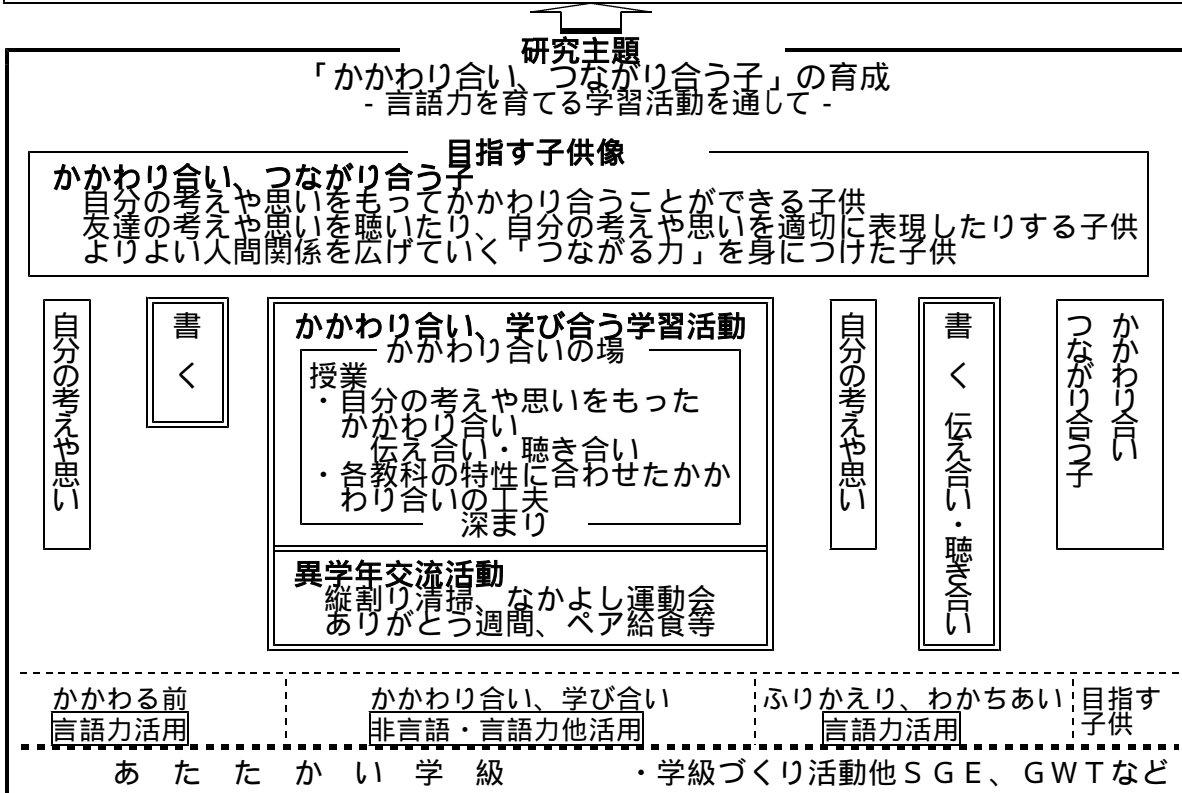 研究主題
「かかわり合い、つながり合う子」の育成
- 言語力を育てる学習活動を通して -
目指す子供像
かかわり合い、つながり合う子
自分の考えや思いをもってかかわり合うことができる子供
友達の考えや思いを聴いたり、自分の考えや思いを適切に表現したりする子供
よりよい人間関係を広げていく「つながる力」を身につけた子供
自分の考えや思い
書く
かかわり合い、学び合う学習活動
かかわり合いの場
授業
・自分の考えや思いをもった
かかわり合い
伝え合い・聴き合い
・各教科の特性に合わせたかか
わり合いの工夫
深まり
異学年交流活動
縦割り清掃、なかよし運動会
ありがとう週間、ペア給食等
自分の考えや思い
書く 伝え合い・聴き合い
かかわり合い
つながり合う子
かかわる前
言語力活用
かかわり合い、学び合い
非言語・言語力他活用
ふりかえり、わかちあい
言語力活用
目指す
子供
あたたかい学級 ・学級づくり活動他ＳＧＥ、ＧＷＴなど